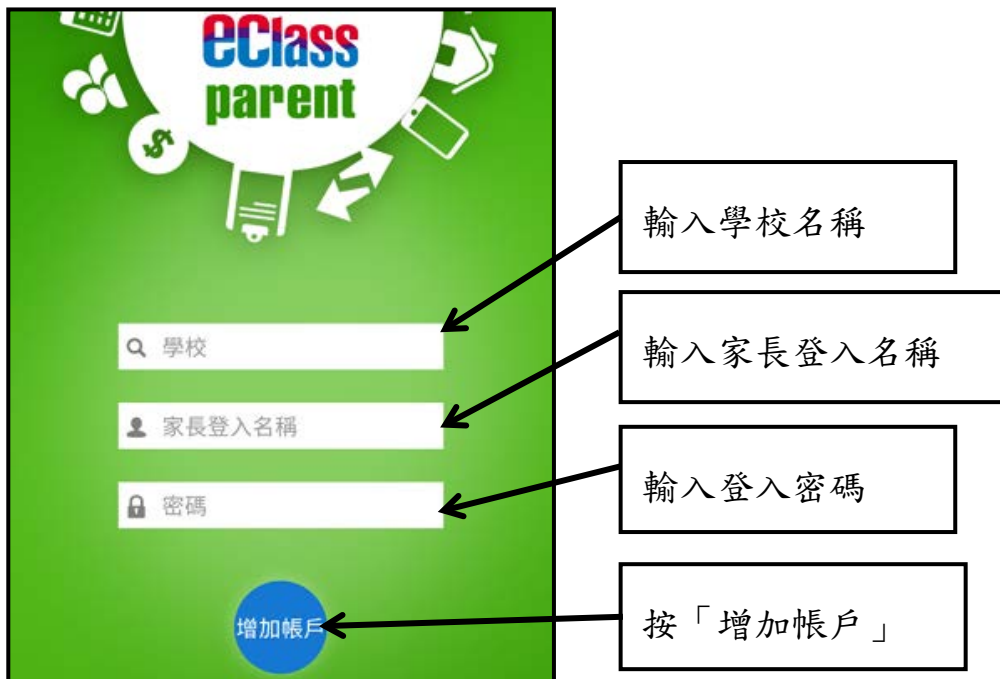 eClass
parent
輸入學校名稱
學校
輸入家長登入名稱
家長登入名稱
輸入登入密碼
密碼
增加帳戶
按「增加帳戶」